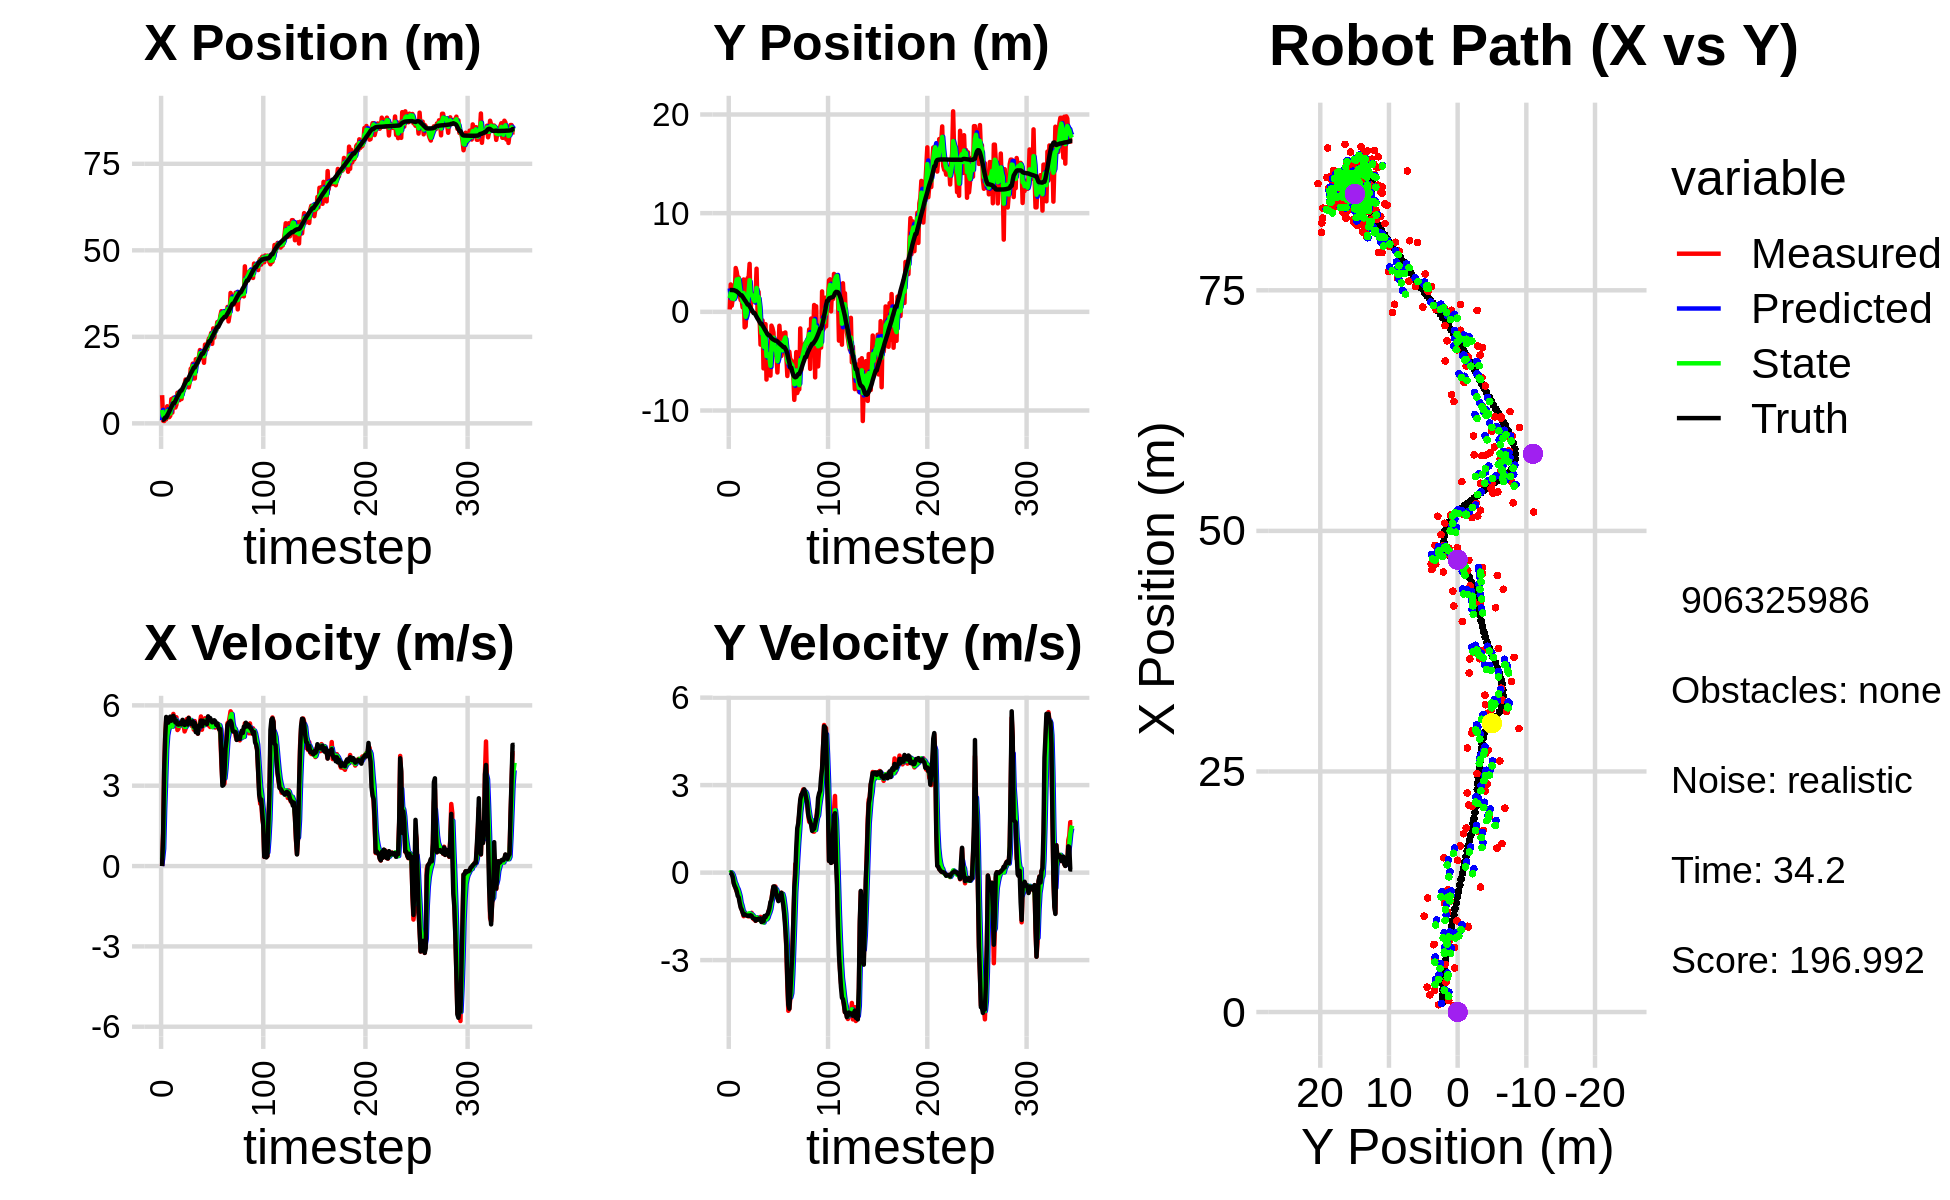 X Position (m)
75
50
25
0
0
100
200
300
timestep
Y Position (m)
20
10
0
-10
0
100
200
300
timestep
X Velocity (m/s)
6
3
0
-3
-6
0
100
200
300
timestep
Y Velocity (m/s)
6
3
0
-3
0
100
200
300
timestep
Robot Path (X vs Y)
X Position (m)
75
50
25
0
20 10 0 -10 -20
Y Position (m)
variable
Measured
Predicted
State
Truth
906325986
Obstacles: none
Noise: realistic
Time: 34.2
Score: 196.992